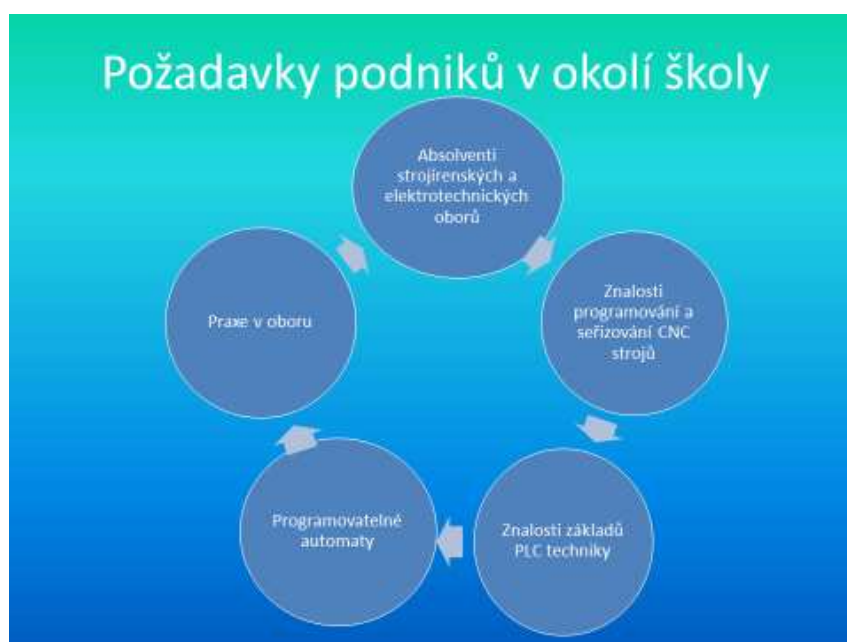 Požadavky podniků v okolí školy
Absolventi
strojírenských a
elektrotechnických
oborů
Znalosti
programování a
seřizování CNC
strojů
Znalosti základů
PLC techniky
Programovatelné
automaty
Praxe v oboru